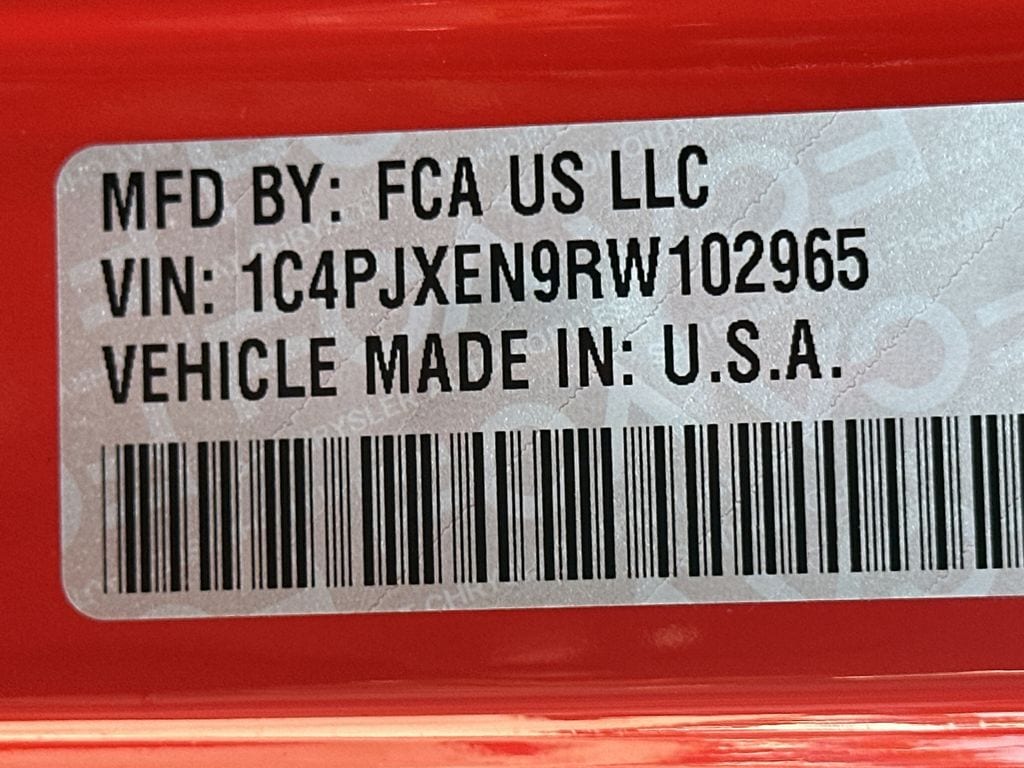 MFD BY: FCA US LLC
VIN: 1C4PJXEN9RW102965
VEHICLE MADE IN: U.S.A.